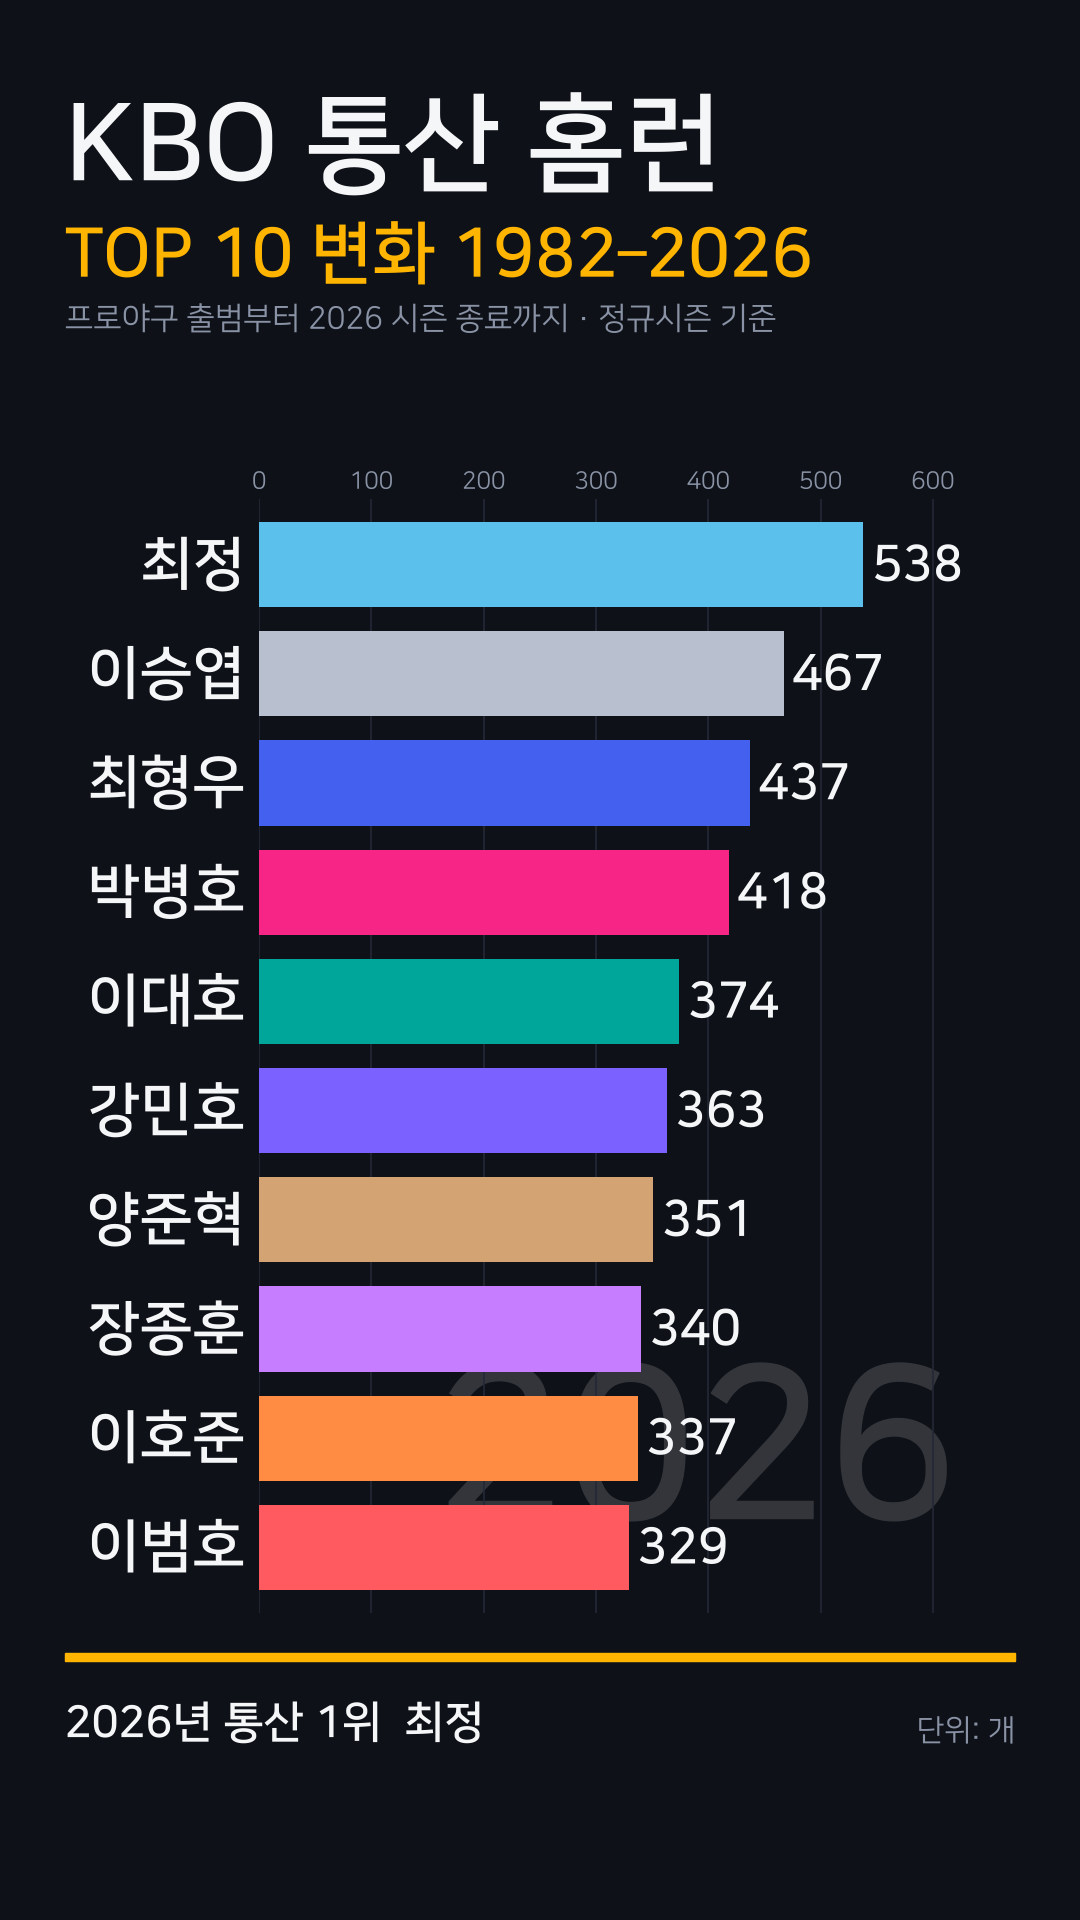 KBO 통산 홈런
TOP 10 변화 1982–2026
프로야구 출범부터 2026 시즌 종료까지 · 정규시즌 기준
0 100 200 300 400 500 600
최정 538
이승엽 467
최형우 437
박병호 418
이대호 374
강민호 363
양준혁 351
장종훈 340
이호준 337
이범호 329
2026
2026년 통산 1위 최정
단위: 개